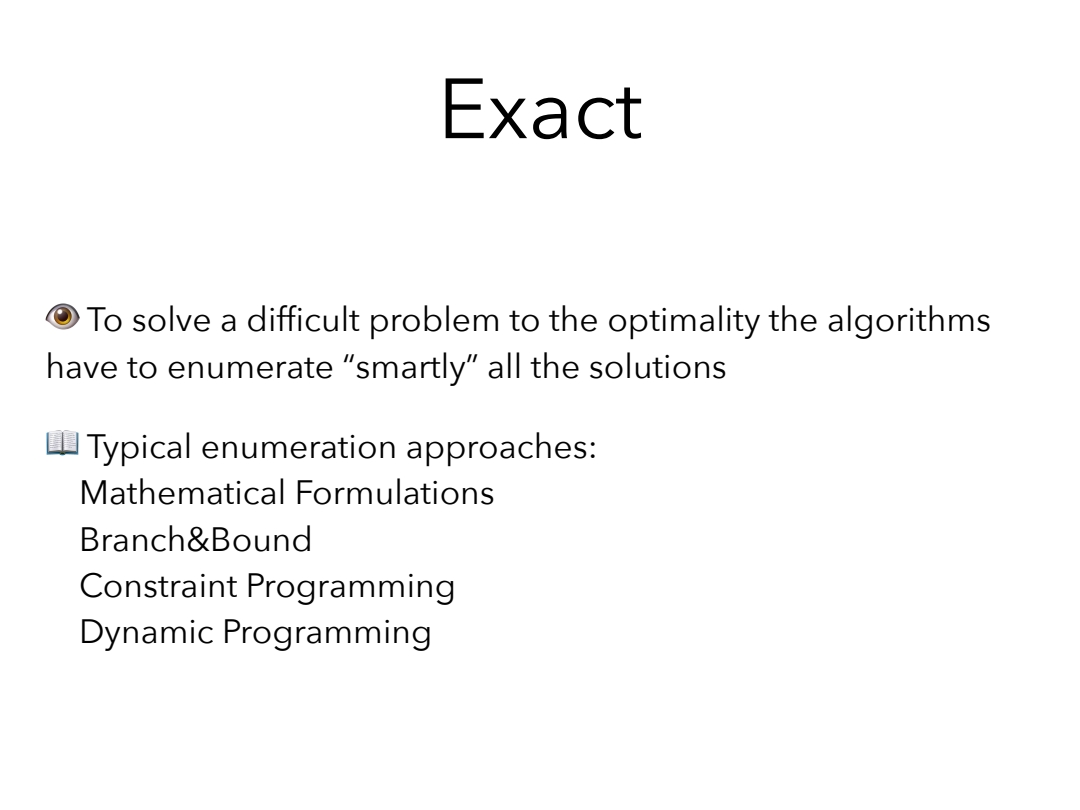 Exact
👁 To solve a difficult problem to the optimality the algorithms
have to enumerate “smartly” all the solutions
📖 Typical enumeration approaches:
Mathematical Formulations
Branch&Bound
Constraint Programming
Dynamic Programming